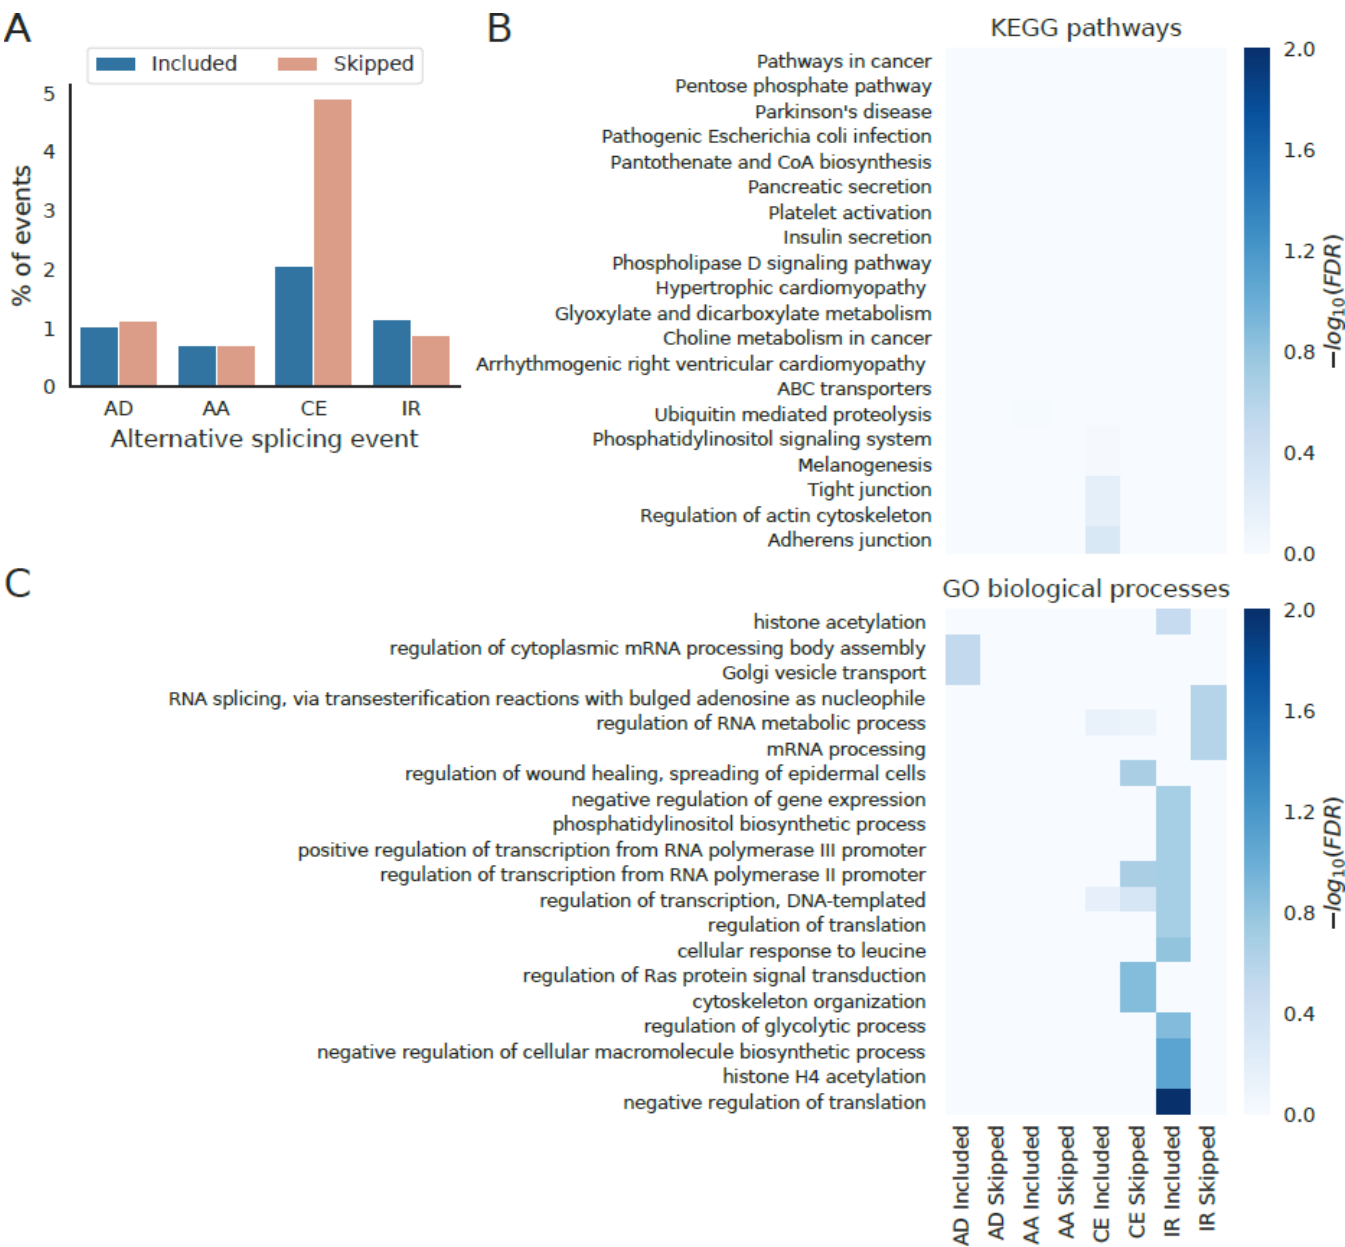 A
Included Skipped
5
4
3
2
1
0
% of events
AD AA CE IR
Alternative splicing event
B
KEGG pathways
Pathways in cancer
Pentose phosphate pathway
Parkinson's disease
Pathogenic Escherichia coli infection
Pantothenate and CoA biosynthesis
Pancreatic secretion
Platelet activation
Insulin secretion
Phospholipase D signaling pathway
Hypertrophic cardiomyopathy
Glyoxylate and dicarboxylate metabolism
Choline metabolism in cancer
Arrhythmogenic right ventricular cardiomyopathy
ABC transporters
Ubiquitin mediated proteolysis
Phosphatidylinositol signaling system
Melanogenesis
Tight junction
Regulation of actin cytoskeleton
Adherens junction
2.0
1.6
1.2
0.8
0.4
0.0
−log10(FDR)
C
GO biological processes
histone acetylation
regulation of cytoplasmic mRNA processing body assembly
Golgi vesicle transport
RNA splicing, via transesterification reactions with bulged adenosine as nucleophile
regulation of RNA metabolic process
mRNA processing
regulation of wound healing, spreading of epidermal cells
negative regulation of gene expression
phosphatidylinositol biosynthetic process
positive regulation of transcription from RNA polymerase III promoter
regulation of transcription from RNA polymerase II promoter
regulation of transcription, DNA-templated
regulation of translation
cellular response to leucine
regulation of Ras protein signal transduction
cytoskeleton organization
regulation of glycolytic process
negative regulation of cellular macromolecule biosynthetic process
histone H4 acetylation
negative regulation of translation
2.0
1.6
1.2
0.8
0.4
0.0
−log10(FDR)
AD Included
AD Skipped
AA Included
AA Skipped
CE Included
CE Skipped
IR Included
IR Skipped